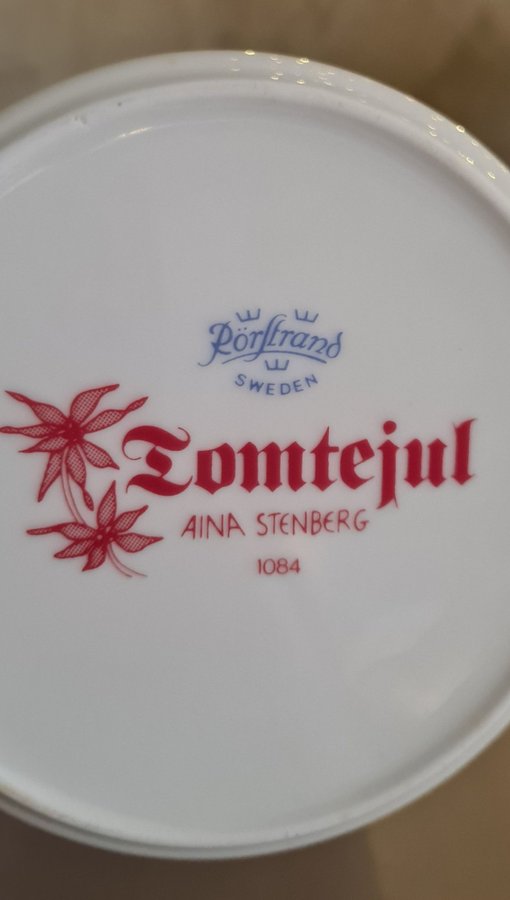 Rörstrand
SWEDEN
Tomtejul
AINA STENBERG
1084